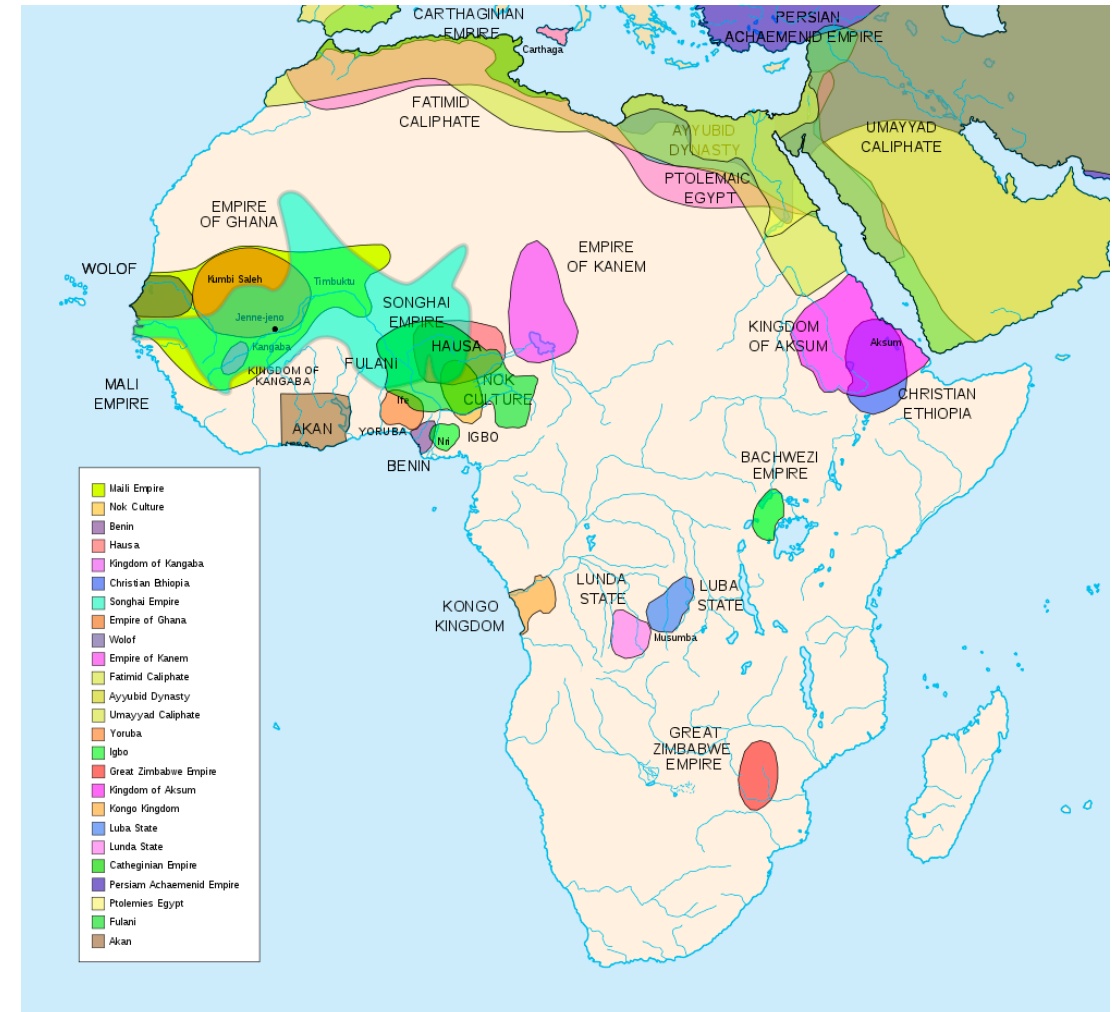 CARTHAGINIAN
EMPIRE
Carthaga
PERSIAN
ACHAEMENID EMPIRE
FATIMID
CALIPHATE
AYYUBID
DYNASTY
UMAYYAD
CALIPHATE
PTOLEMAIC
EGYPT
EMPIRE
OF GHANA
WOLOF
Kumbi Saleh
Timbuktu
EMPIRE
OF KANEM
SONGHAI
EMPIRE
Jenne-jeno
Kangaba
KINGDOM OF
KANGABA
FULANI
HAUSA
NOK
CULTURE
KINGDOM
OF AKSUM
Aksum
CHRISTIAN
ETHIOPIA
MALI
EMPIRE
AKAN
Ife
YORUBA
Nri
IGBO
BENIN
BACHWEZI
EMPIRE
LUNDA
STATE
LUBA
STATE
Musumba
KONGO
KINGDOM
GREAT
ZIMBABWE
EMPIRE
Maili Empire
Nok Culture
Benin
Hausa
Kingdom of Kangaba
Christian Ethiopia
Songhai Empire
Empire of Ghana
Wolof
Empire of Kanem
Fatimid Caliphate
Ayyubid Dynasty
Umayyad Caliphate
Yoruba
Igbo
Great Zimbabwe Empire
Kingdom of Aksum
Kongo Kingdom
Luba State
Lunda State
Catheginian Empire
Persiam Achaemenid Empire
Ptolemies Egypt
Fulani
Akan